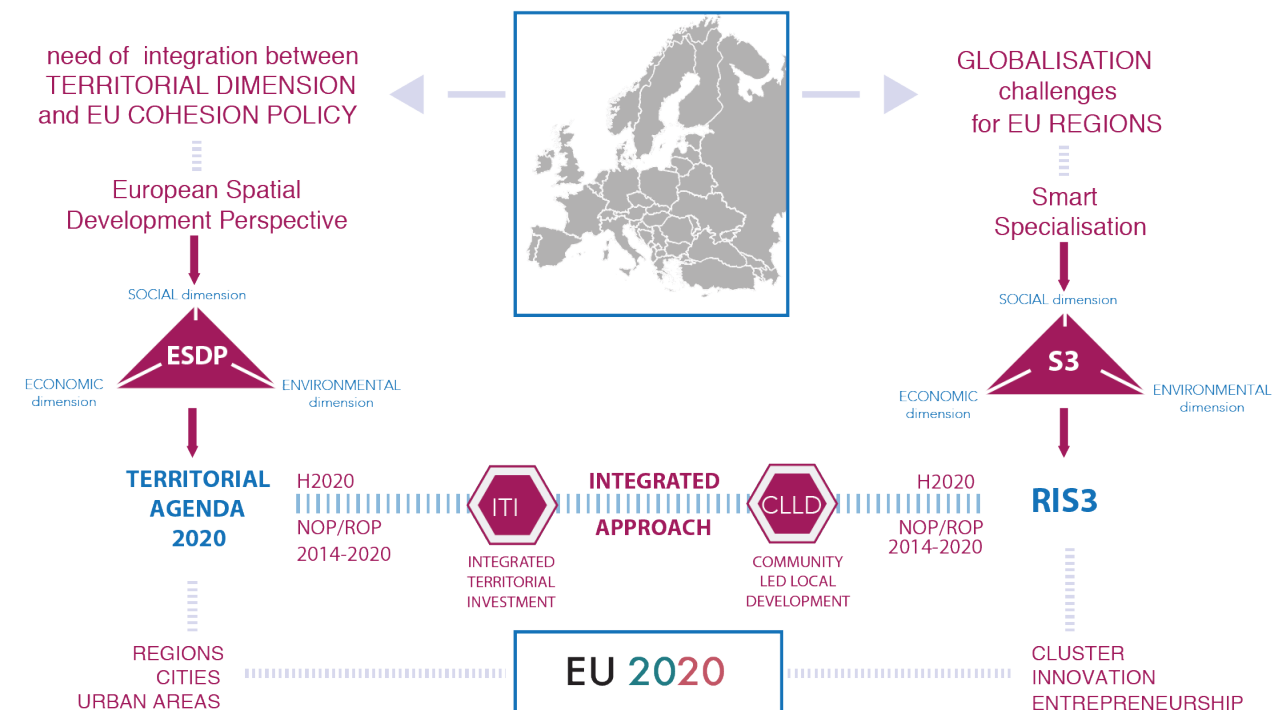 need of  integration between
TERRITORIAL DIMENSION
and EU COHESION POLICY
European Spatial
Development Perspective
SOCIAL dimension
ESDP
ECONOMIC
dimension
ENVIRONMENTAL
dimension
TERRITORIAL
AGENDA
2020
REGIONS
CITIES
URBAN AREAS
H2020
NOP/ROP
2014-2020
ITI
INTEGRATED
TERRITORIAL
INVESTMENT
INTEGRATED
APPROACH
CLLD
COMMUNITY
LED LOCAL
DEVELOPMENT
H2020
NOP/ROP
2014-2020
EU 2020
GLOBALISATION
challenges
for EU REGIONS
Smart
Specialisation
SOCIAL dimension
S3
ECONOMIC
dimension
ENVIRONMENTAL
dimension
RIS3
CLUSTER
INNOVATION
ENTREPRENEURSHIP